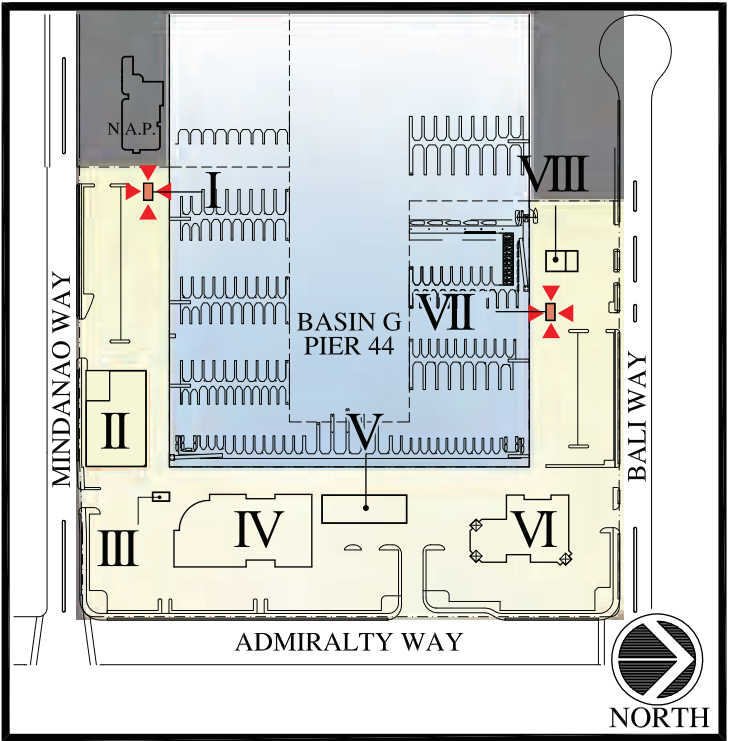 N.A.P.
I
VIII
VII
BASIN G
PIER 44
MINDANAO WAY
BALI WAY
II
V
III
IV
VI
ADMIRALTY WAY
NORTH